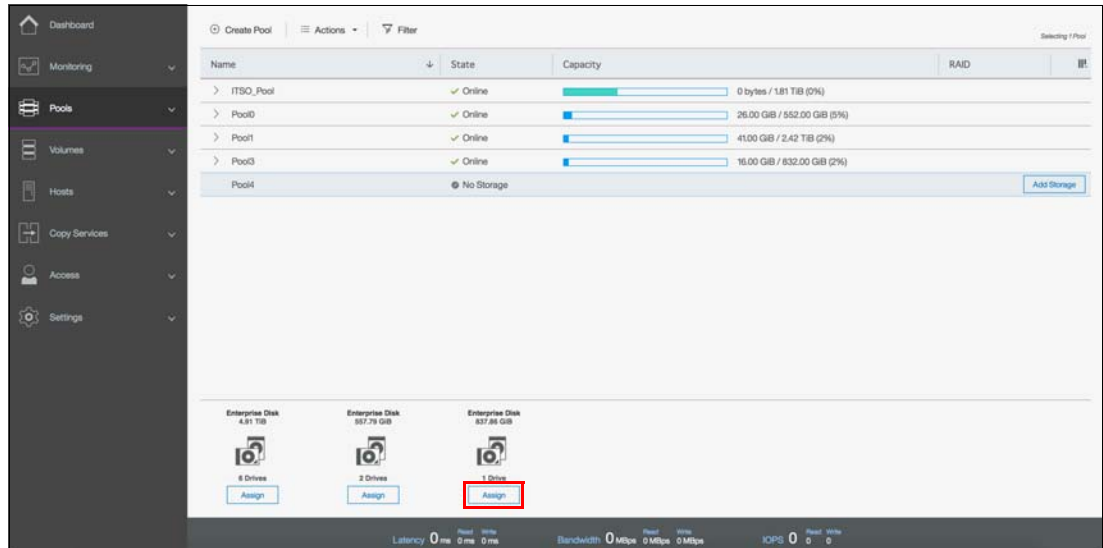 Dashboard
Monitoring
Pools
Volumes
Hosts
Copy Services
Access
Settings
Create Pool Actions Filter
Selecting 1 Pool
Name State Capacity RAID
ITSO_Pool Online 0 bytes / 1.81 TiB (0%)
Pool0 Online 26.00 GiB / 552.00 GiB (5%)
Pool1 Online 41.00 GiB / 2.42 TiB (2%)
Pool3 Online 16.00 GiB / 832.00 GiB (2%)
Pool4 No Storage Add Storage
Enterprise Disk Enterprise Disk Enterprise Disk
4.91 TiB 557.79 GiB 837.86 GiB
6 Drives 2 Drives 1 Drive
Assign Assign Assign
Read Write Read Write Read Write
Latency 0 ms 0 ms 0 ms Bandwidth 0 MBps 0 MBps 0 MBps IOPS 0 0 0